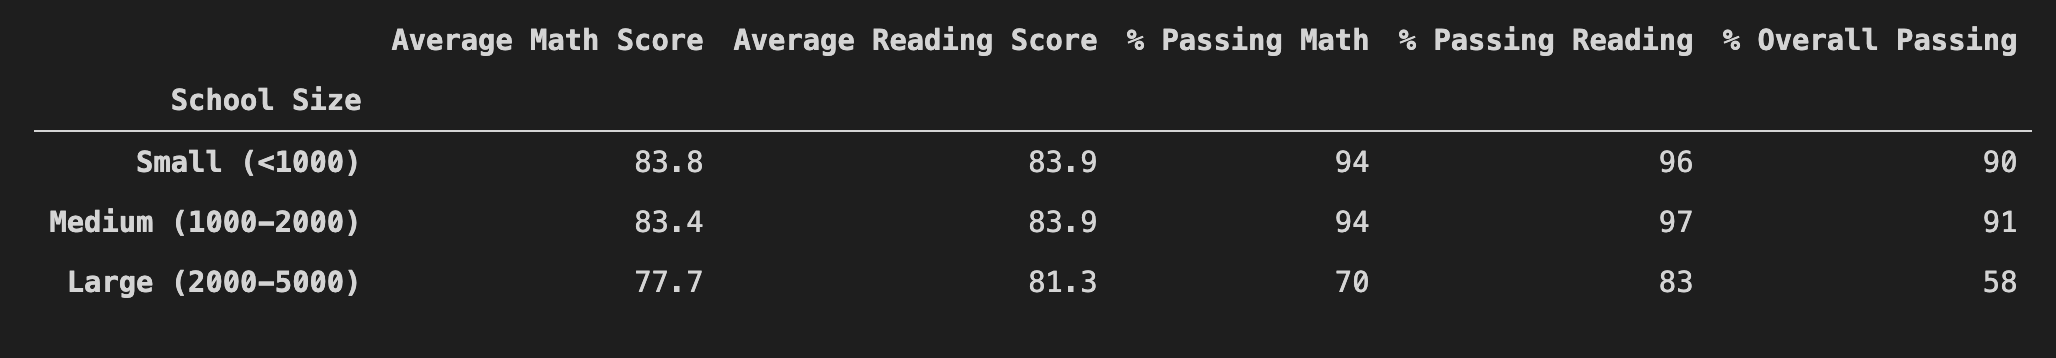 Average Math Score Average Reading Score % Passing Math % Passing Reading % Overall Passing
School Size
Small (<1000) 83.8 83.9 94 96 90
Medium (1000-2000) 83.4 83.9 94 97 91
Large (2000-5000) 77.7 81.3 70 83 58